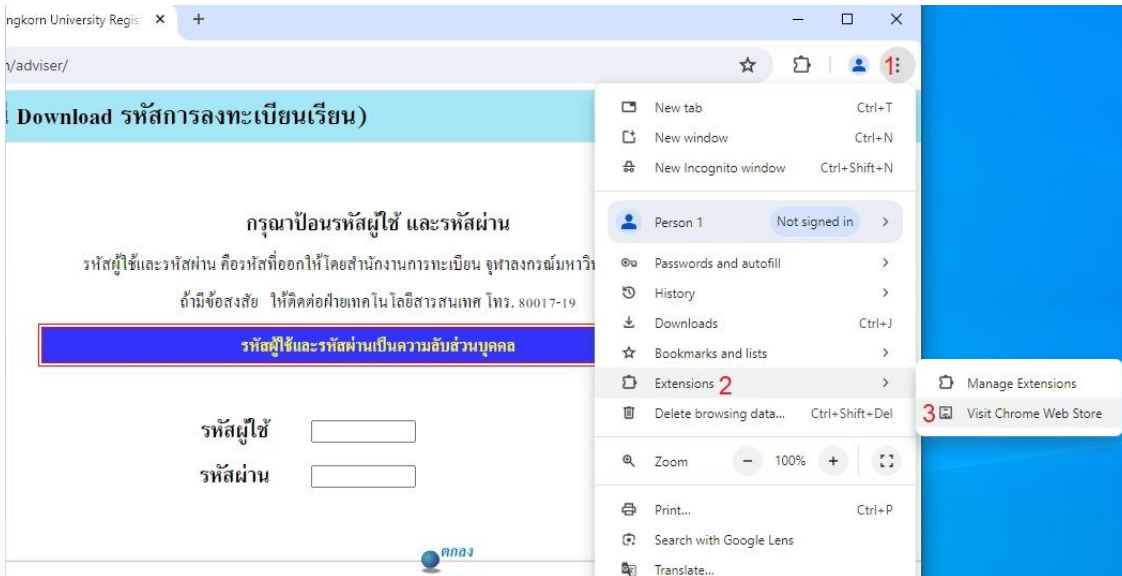 ngkorn University Regis
n/adviser/
1
Download รหัสการลงทะเบียนเรียน)
กรุณาป้อนรหัสผู้ใช้ และรหัสผ่าน
รหัสผู้ใช้และรหัสผ่าน คือรหัสที่ออกให้โดยสำนักงานการทะเบียน จุฬาลงกรณ์มหาวิท
ถ้ามีข้อสงสัย ให้ติดต่อฝ่ายเทคโนโลยีสารสนเทศ โทร. 80017-19
รหัสผู้ใช้และรหัสผ่านเป็นความลับส่วนบุคคล
รหัสผู้ใช้
รหัสผ่าน
ตกลง
New tab Ctrl+T
New window Ctrl+N
New Incognito window Ctrl+Shift+N
Person 1 Not signed in
Passwords and autofill
History
Downloads Ctrl+J
Bookmarks and lists
Extensions 2
Delete browsing data... Ctrl+Shift+Del
Zoom − 100% +
Print... Ctrl+P
Search with Google Lens
Translate...
Manage Extensions
3 Visit Chrome Web Store